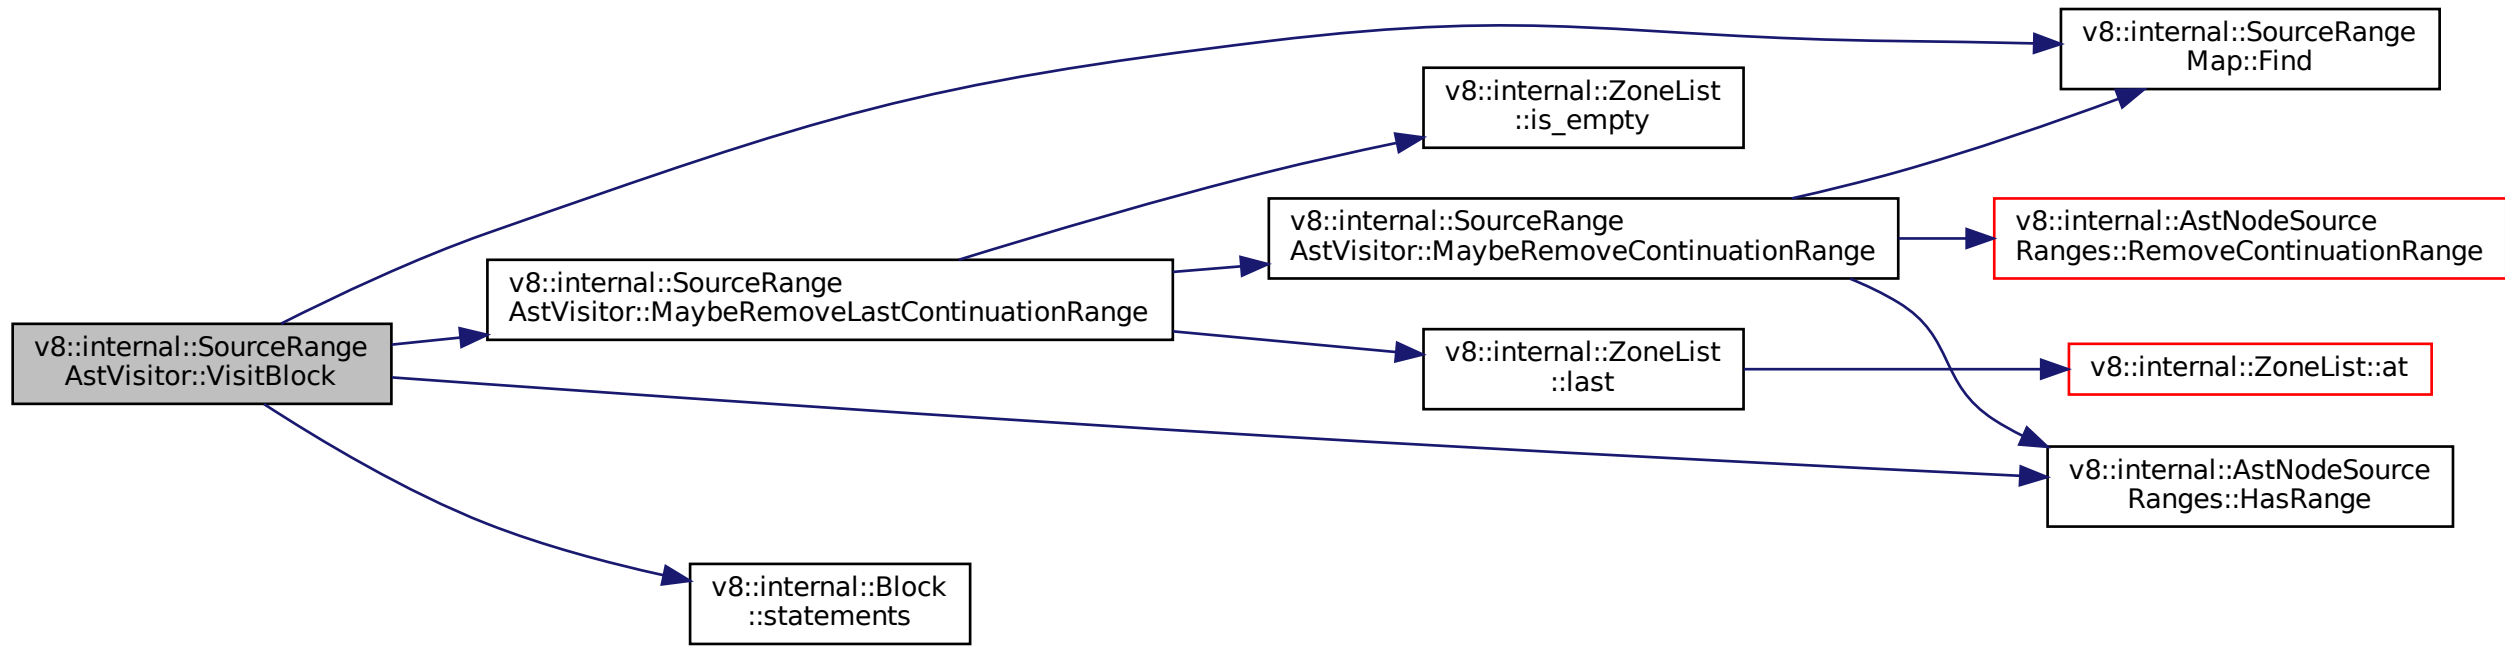 v8::internal::SourceRange
Map::Find
v8::internal::ZoneList
::is_empty
v8::internal::SourceRange
AstVisitor::MaybeRemoveContinuationRange
v8::internal::AstNodeSource
Ranges::RemoveContinuationRange
v8::internal::SourceRange
AstVisitor::MaybeRemoveLastContinuationRange
v8::internal::SourceRange
AstVisitor::VisitBlock
v8::internal::ZoneList
::last
v8::internal::ZoneList::at
v8::internal::AstNodeSource
Ranges::HasRange
v8::internal::Block
::statements